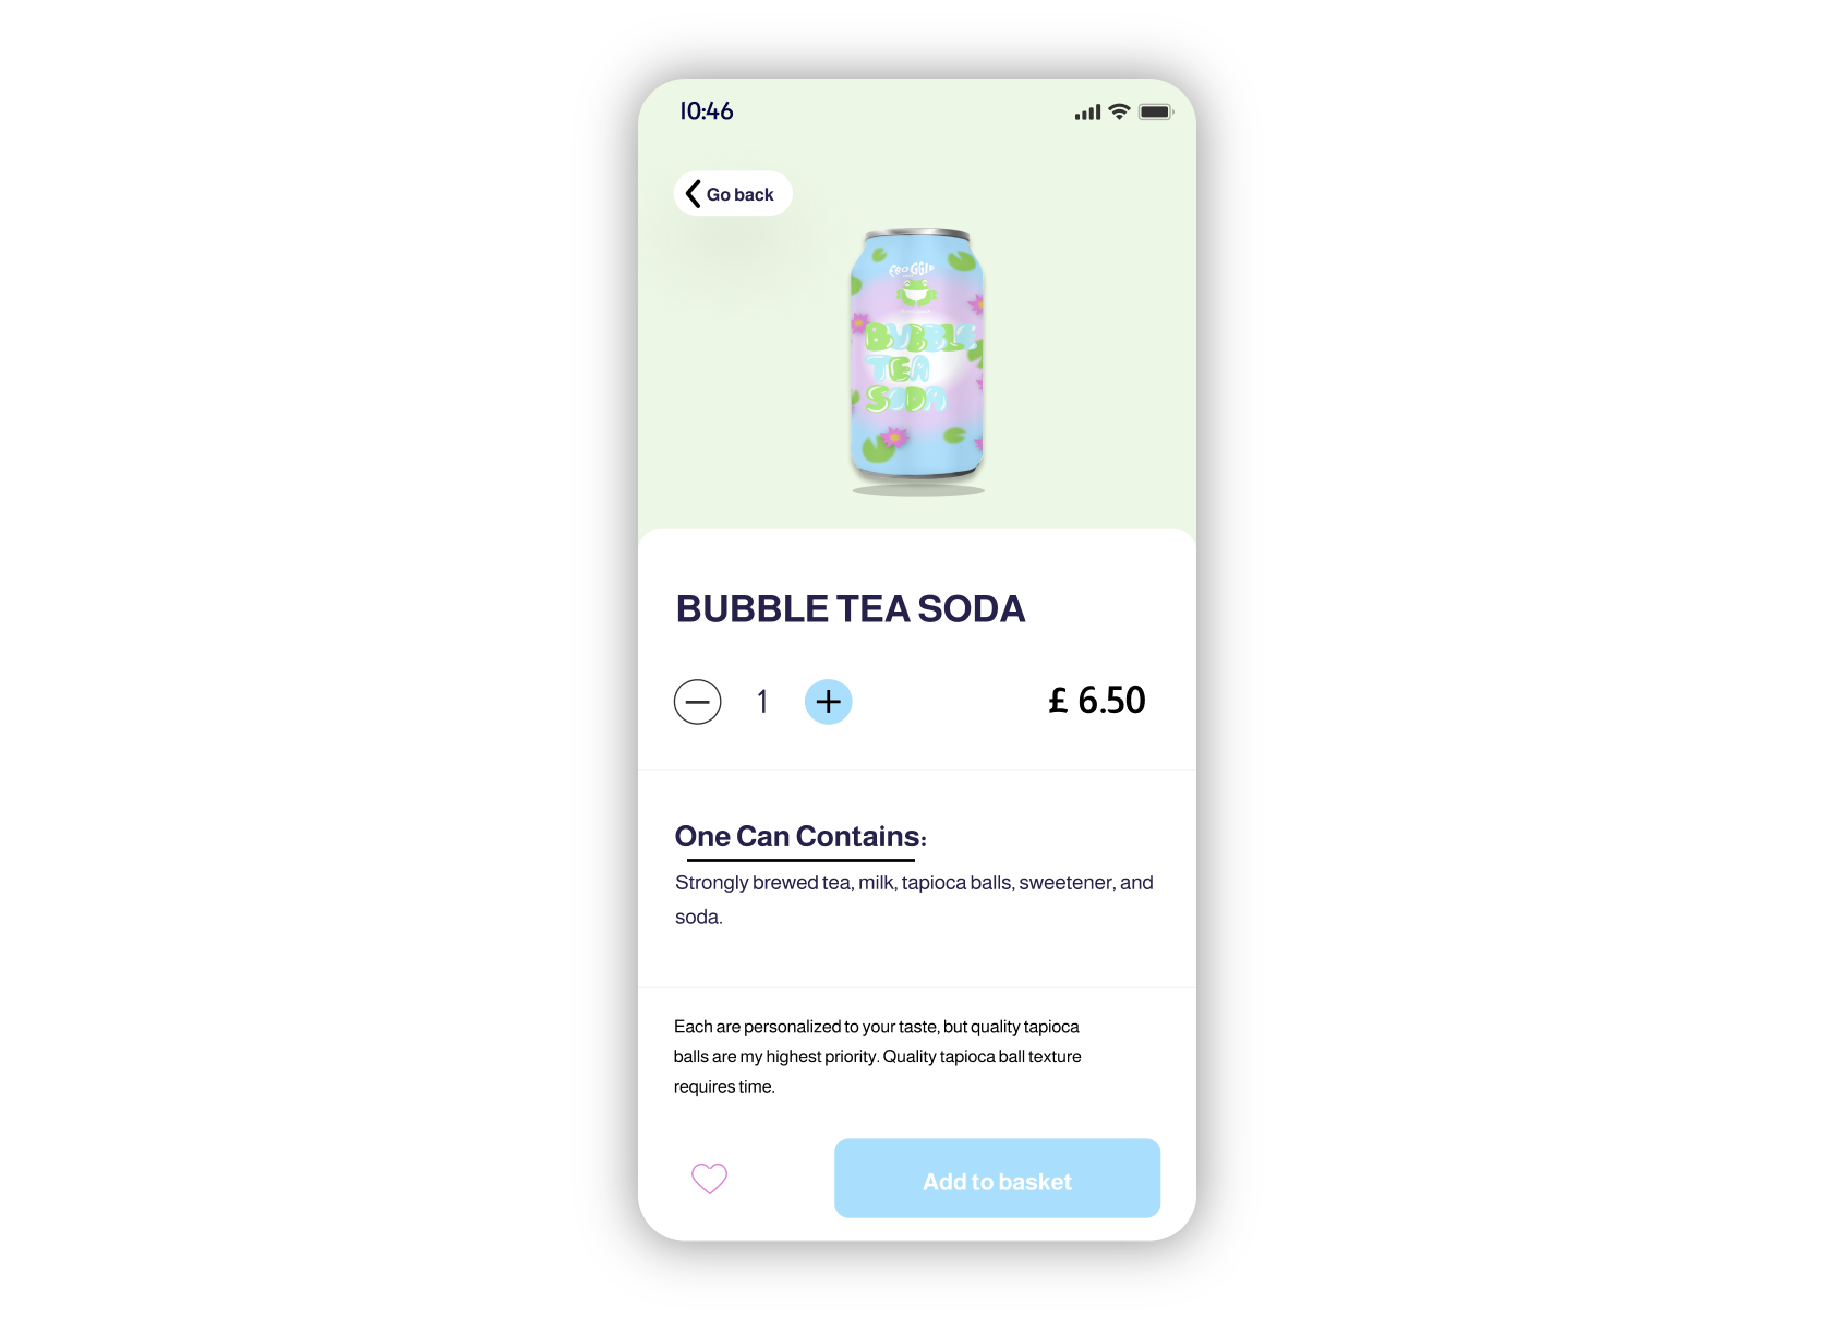 10:46
Go back
BUBBLE
TEA
SODA
BUBBLE TEA SODA
1
£ 6.50
One Can Contains:
Strongly brewed tea, milk, tapioca balls, sweetener, and
soda.
Each are personalized to your taste, but quality tapioca
balls are my highest priority. Quality tapioca ball texture
requires time.
Add to basket